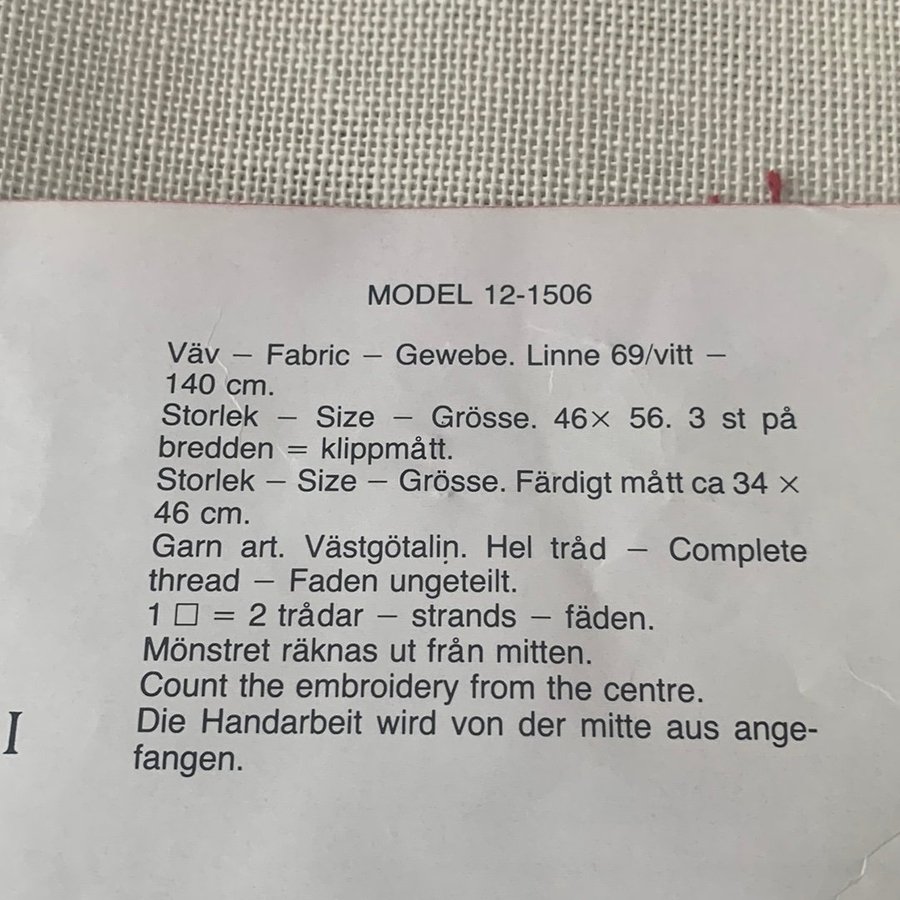 MODEL 12-1506
Väv – Fabric – Gewebe. Linne 69/vitt –
140 cm.
Storlek – Size – Grösse. 46× 56. 3 st på
bredden = klippmått.
Storlek – Size – Grösse. Färdigt mått ca 34 ×
46 cm.
Garn art. Västgötalin. Hel tråd – Complete
thread – Faden ungeteilt.
1 □ = 2 trådar – strands – fäden.
Mönstret räknas ut från mitten.
Count the embroidery from the centre.
I
Die Handarbeit wird von der mitte aus ange-
fangen.